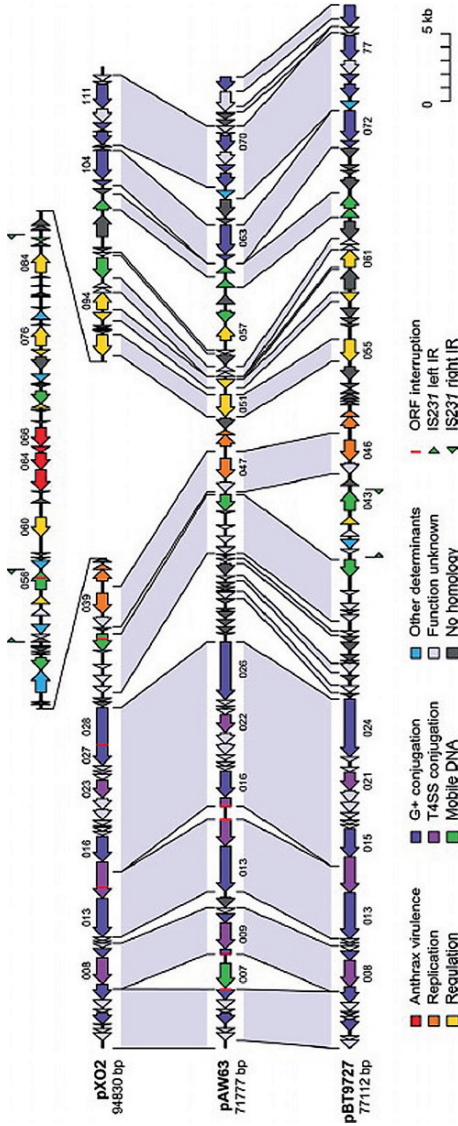 056 060 064 066 076 084
pXO2 008 013 016 023 027 028 039 094 104 111
94830 bp
pAW63 007 009 013 016 022 026 047 051 057 063 070
71777 bp
pBT9727 008 013 015 021 024 043 046 055 061 072 77
77112 bp
Anthrax virulence
Replication
Regulation
G+ conjugation
T4SS conjugation
Mobile DNA
Other determinants
Function unknown
No homology
ORF interruption
IS231 left IR
IS231 right IR
0 5 kb